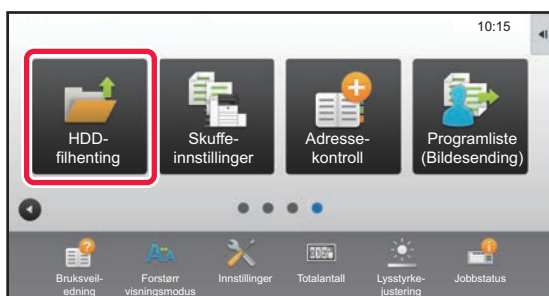 10:15
HDD-
filhenting
Skuffe-
innstillinger
Adresse-
kontroll
Programliste
(Bildesending)
Bruksveil-
edning
Forstørr
visningsmodus
Innstillinger
Totalantall
Lysstyrke-
justering
Jobbstatus